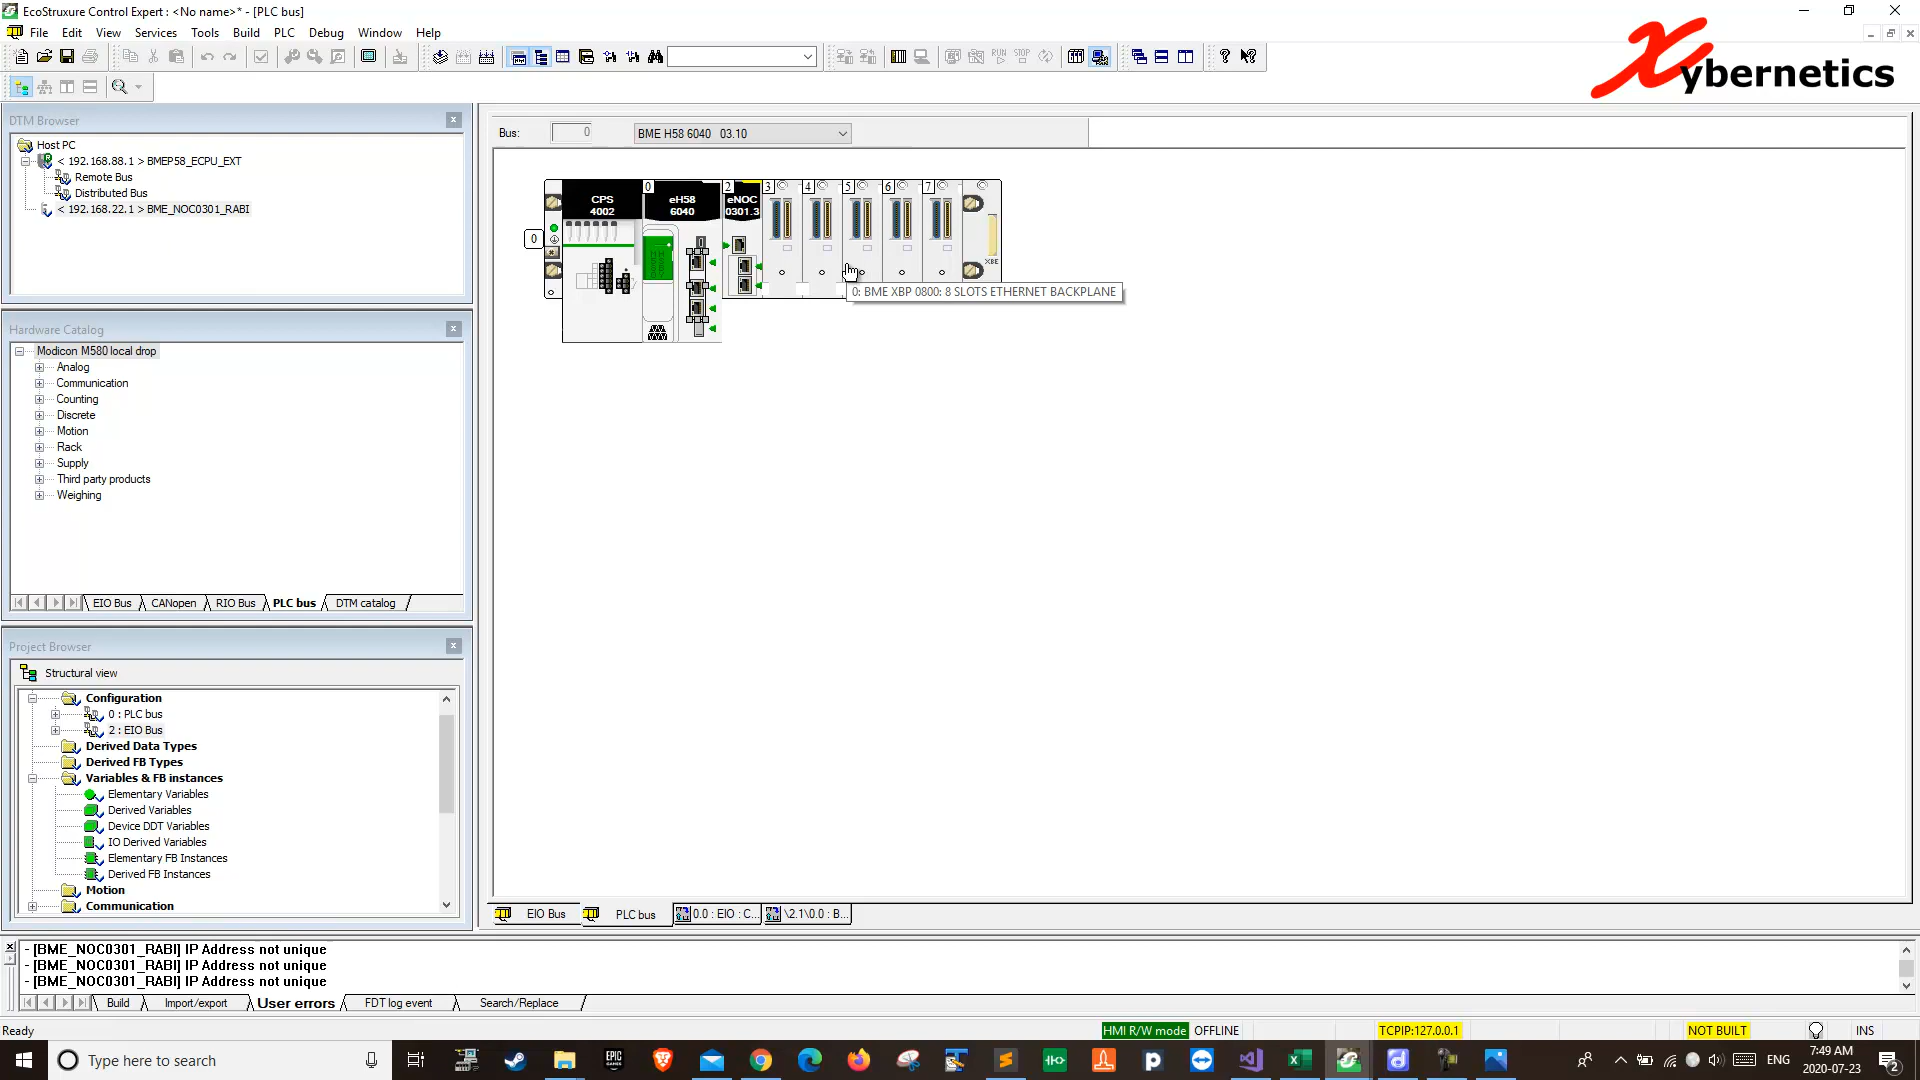 EcoStruxure Control Expert : <No name>* - [PLC bus]
File Edit View Services Tools Build PLC Debug Window Help
Xybernetics
DTM Browser
Host PC
< 192.168.88.1 > BMEP58_ECPU_EXT
Remote Bus
Distributed Bus
< 192.168.22.1 > BME_NOC0301_RABI
Hardware Catalog
Modicon M580 local drop
Analog
Communication
Counting
Discrete
Motion
Rack
Supply
Third party products
Weighing
EIO Bus CANopen RIO Bus PLC bus DTM catalog
Project Browser
Structural view
Configuration
0 : PLC bus
2 : EIO Bus
Derived Data Types
Derived FB Types
Variables & FB instances
Elementary Variables
Derived Variables
Device DDT Variables
IO Derived Variables
Elementary FB Instances
Derived FB Instances
Motion
Communication
Bus: 0 BME H58 6040 03.10
0 2 3 4 5 6 7
CPS 4002
eH58 6040
eNOC 0301.3
0
XBE
0: BME XBP 0800: 8 SLOTS ETHERNET BACKPLANE
EIO Bus PLC bus 0.0 : EIO : C... \2.1\0.0 : B...
- [BME_NOC0301_RABI] IP Address not unique
- [BME_NOC0301_RABI] IP Address not unique
- [BME_NOC0301_RABI] IP Address not unique
Build Import/export User errors FDT log event Search/Replace
Ready HMI R/W mode OFFLINE TCPIP:127.0.0.1 NOT BUILT INS
Type here to search
ENG 7:49 AM
2020-07-23
2